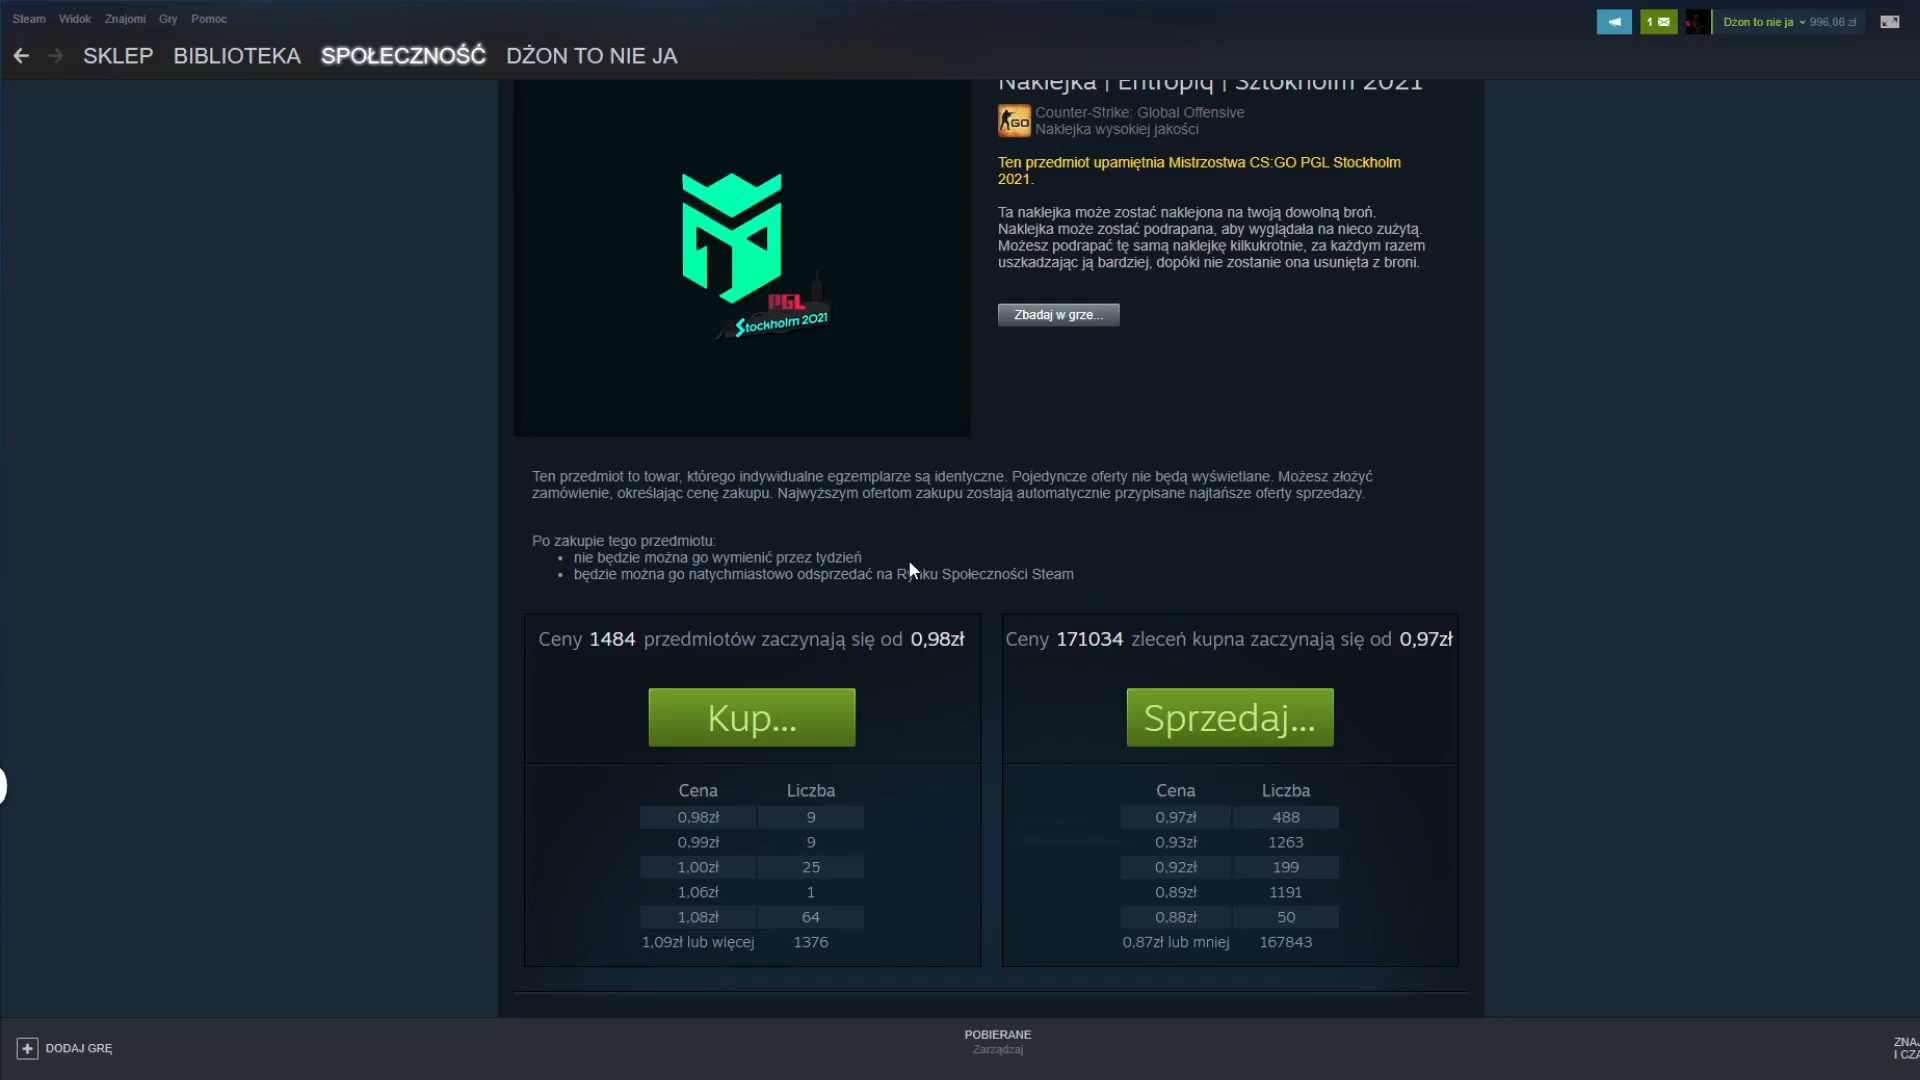 Steam Widok Znajomi Gry Pomoc
1 Dżon to nie ja 996,06 zł
SKLEP BIBLIOTEKA SPOŁECZNOŚĆ DŻON TO NIE JA
Naklejka | Entropiq | Sztokholm 2021
GO Counter-Strike: Global Offensive
Naklejka wysokiej jakości
Ten przedmiot upamiętnia Mistrzostwa CS:GO PGL Stockholm
2021.
Ta naklejka może zostać naklejona na twoją dowolną broń.
Naklejka może zostać podrapana, aby wyglądała na nieco zużytą.
Możesz podrapać tę samą naklejkę kilkukrotnie, za każdym razem
uszkadzając ją bardziej, dopóki nie zostanie ona usunięta z broni.
PGL
Stockholm 2021
Zbadaj w grze...
Ten przedmiot to towar, którego indywidualne egzemplarze są identyczne. Pojedyncze oferty nie będą wyświetlane. Możesz złożyć
zamówienie, określając cenę zakupu. Najwyższym ofertom zakupu zostają automatycznie przypisane najtańsze oferty sprzedaży.
Po zakupie tego przedmiotu:
• nie będzie można go wymienić przez tydzień
• będzie można go natychmiastowo odsprzedać na Rynku Społeczności Steam
Ceny 1484 przedmiotów zaczynają się od 0,98zł
Kup...
Cena Liczba
0,98zł 9
0,99zł 9
1,00zł 25
1,06zł 1
1,08zł 64
1,09zł lub więcej 1376
Ceny 171034 zleceń kupna zaczynają się od 0,97zł
Sprzedaj...
Cena Liczba
0,97zł 488
0,93zł 1263
0,92zł 199
0,89zł 1191
0,88zł 50
0,87zł lub mniej 167843
DODAJ GRĘ
POBIERANE
Zarządzaj
ZNAJ
I CZA